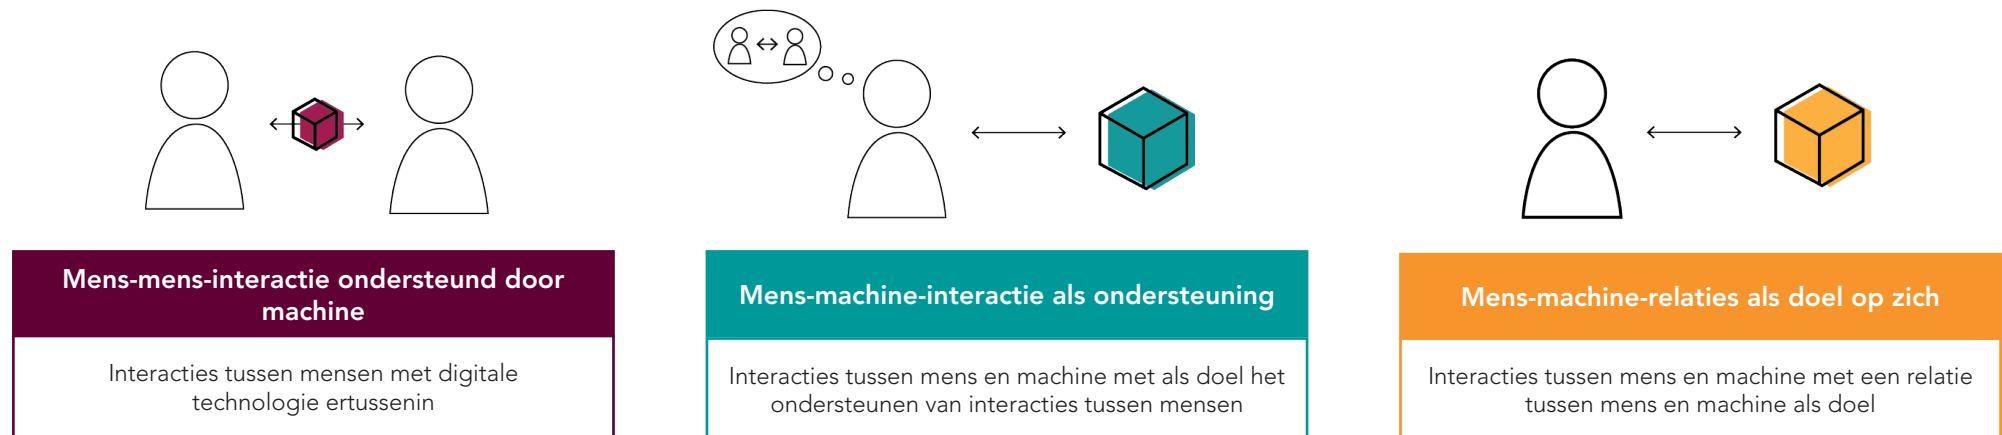 Mens-mens-interactie ondersteund door
machine
Interacties tussen mensen met digitale
technologie ertussenin
Mens-machine-interactie als ondersteuning
Interacties tussen mens en machine met als doel het
ondersteunen van interacties tussen mensen
Mens-machine-relaties als doel op zich
Interacties tussen mens en machine met een relatie
tussen mens en machine als doel